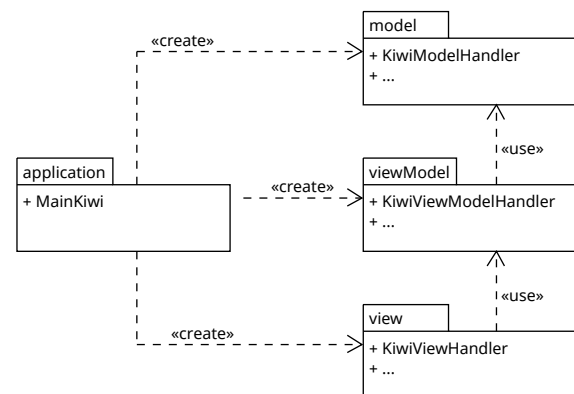 model
«create»
+ KiwiModelHandler
+ ...
«use»
application
viewModel
+ MainKiwi
«create»
+ KiwiViewModelHandler
+ ...
«use»
view
«create»
+ KiwiViewHandler
+ ...